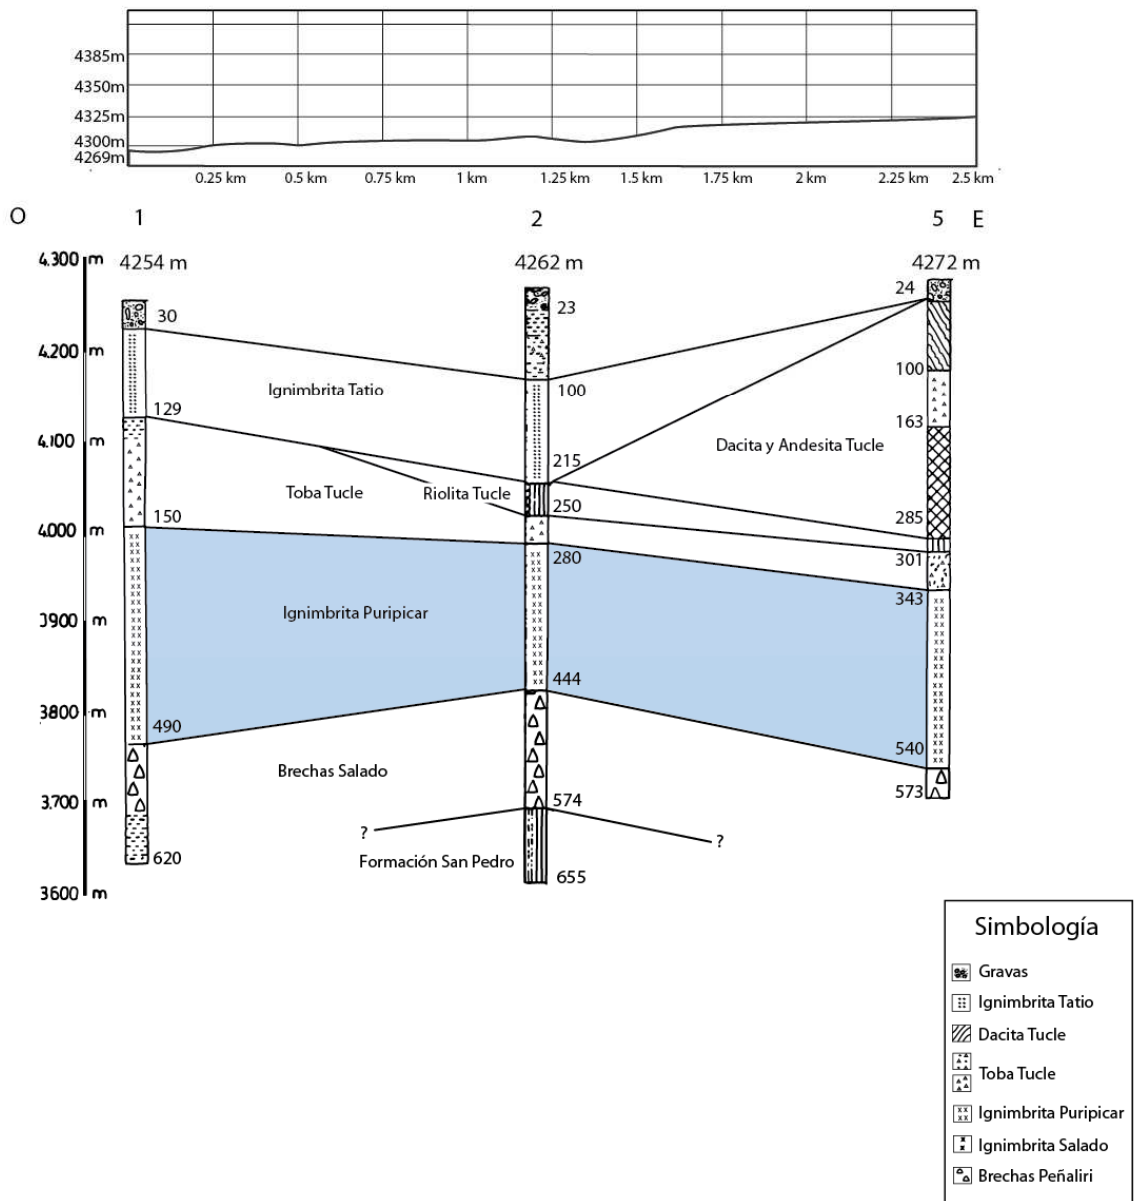 4385m
4350m
4325m
4300m
4269m
0.25 km 0.5 km 0.75 km 1 km 1.25 km 1.5 km 1.75 km 2 km 2.25 km 2.5 km
O 1 2 5 E
4.300 m
4254 m 4262 m 4272 m
30 23 24
4.200 m
Ignimbrita Tatio 100 100
129 163
4.100 m
Dacita y Andesita Tucle
215
Toba Tucle Riolita Tucle
250 285
150
4.000 m
280 301
343
3900 m
Ignimbrita Puripicar
444
3800 m
490 540
Brechas Salado
573
3.700 m
574
? ?
Formación San Pedro
620
655
3600 m
Simbología
Gravas
Ignimbrita Tatio
Dacita Tucle
Toba Tucle
Ignimbrita Puripicar
Ignimbrita Salado
Brechas Peñaliri